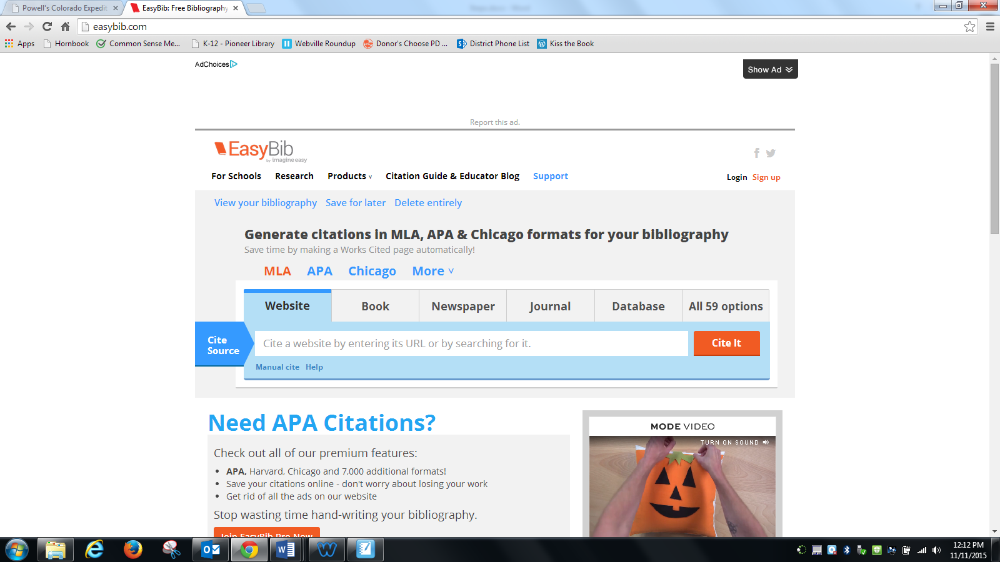 Powell's Colorado Expedit
EasyBib: Free Bibliography
easybib.com
Apps Hornbook Common Sense Me... K-12 - Pioneer Library Webville Roundup Donor's Choose PD ... District Phone List Kiss the Book
AdChoices
Show Ad
Report this ad.
EasyBib
by imagine easy
For Schools Research Products v Citation Guide & Educator Blog Support
Login Sign up
View your bibliography Save for later Delete entirely
Generate citations in MLA, APA & Chicago formats for your bibliography
Save time by making a Works Cited page automatically!
MLA APA Chicago More v
Website Book Newspaper Journal Database All 59 options
Cite
Source
Cite a website by entering its URL or by searching for it.
Cite It
Manual cite Help
Need APA Citations?
Check out all of our premium features:
• APA, Harvard, Chicago and 7,000 additional formats!
• Save your citations online - don't worry about losing your work
• Get rid of all the ads on our website
Stop wasting time hand-writing your bibliography.
Join EasyBib Pro Now
MODE VIDEO
TURN ON SOUND
12:12 PM
11/11/2015